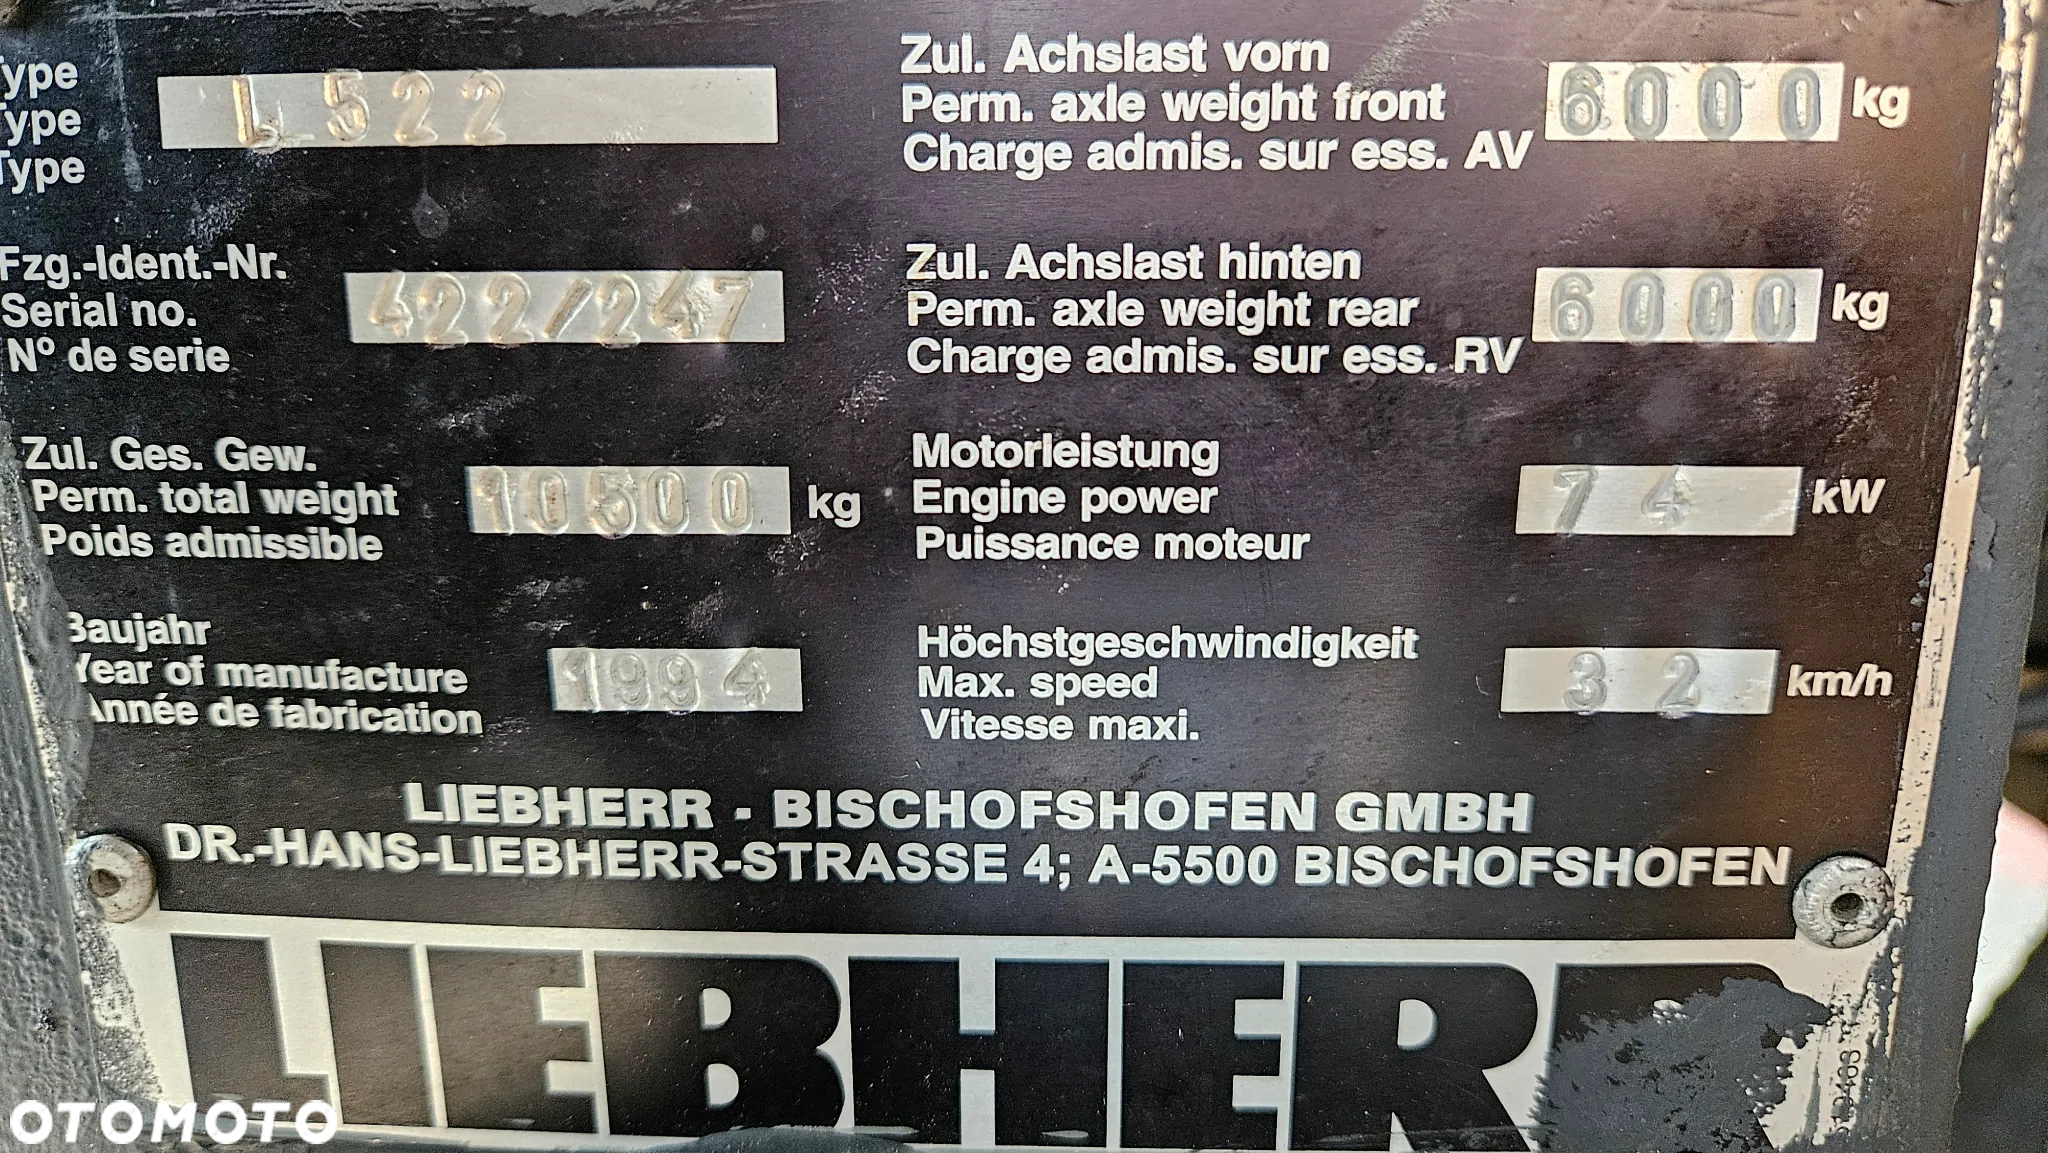 Type
Type L 522
Type
Fzg.-Ident.-Nr.
Serial no. 422/247
Nº de serie
Zul. Ges. Gew.
Perm. total weight 10500 kg
Poids admissible
Baujahr
Year of manufacture 1994
Année de fabrication
Zul. Achslast vorn
Perm. axle weight front 6000 kg
Charge admis. sur ess. AV
Zul. Achslast hinten
Perm. axle weight rear 6000 kg
Charge admis. sur ess. RV
Motorleistung
Engine power 74 kW
Puissance moteur
Höchstgeschwindigkeit
Max. speed 32 km/h
Vitesse maxi.
LIEBHERR - BISCHOFSHOFEN GMBH
DR.-HANS-LIEBHERR-STRASSE 4; A-5500 BISCHOFSHOFEN
LIEBHERR
OTOMOTO